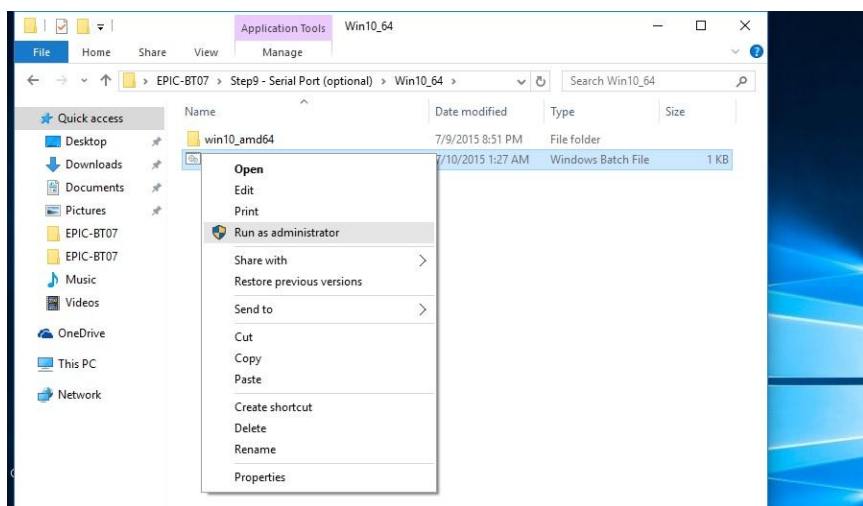 Application Tools Win10_64
File Home Share View Manage
EPIC-BT07 > Step9 - Serial Port (optional) > Win10_64 >
Search Win10_64
Name Date modified Type Size
Quick access
Desktop
Downloads
Documents
Pictures
EPIC-BT07
EPIC-BT07
Music
Videos
OneDrive
This PC
Network
win10_amd64 7/9/2015 8:51 PM File folder
7/10/2015 1:27 AM Windows Batch File 1 KB
Open
Edit
Print
Run as administrator
Share with
Restore previous versions
Send to
Cut
Copy
Paste
Create shortcut
Delete
Rename
Properties